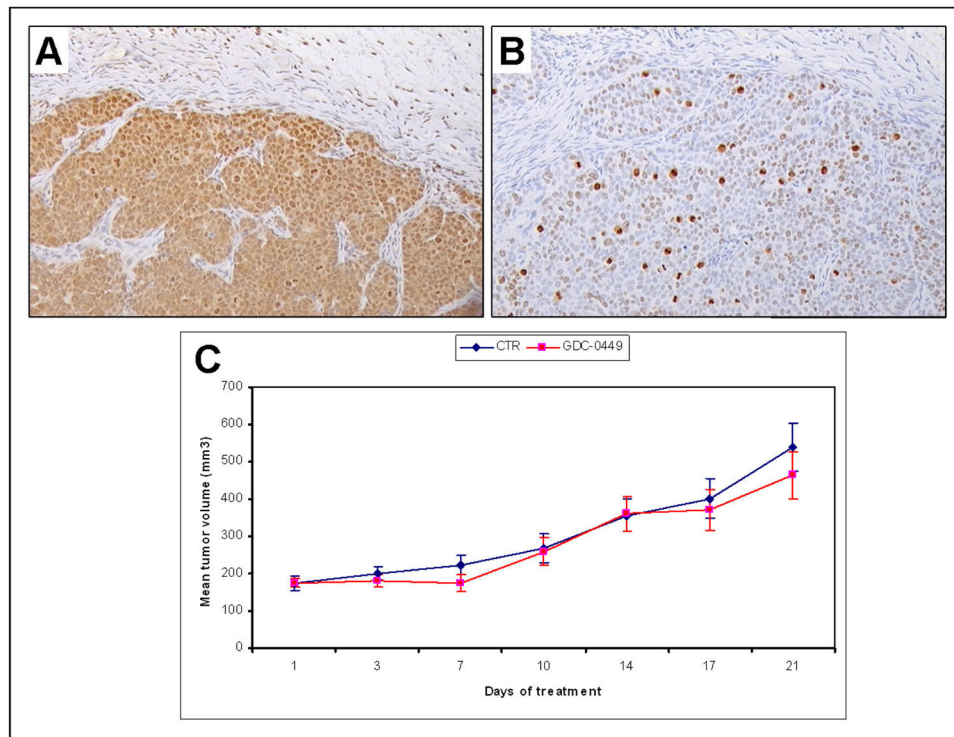 A
B
C
CTR
GDC-0449
700
600
500
400
300
200
100
0
Mean tumor volume (mm3)
1 3 7 10 14 17 21
Days of treatment